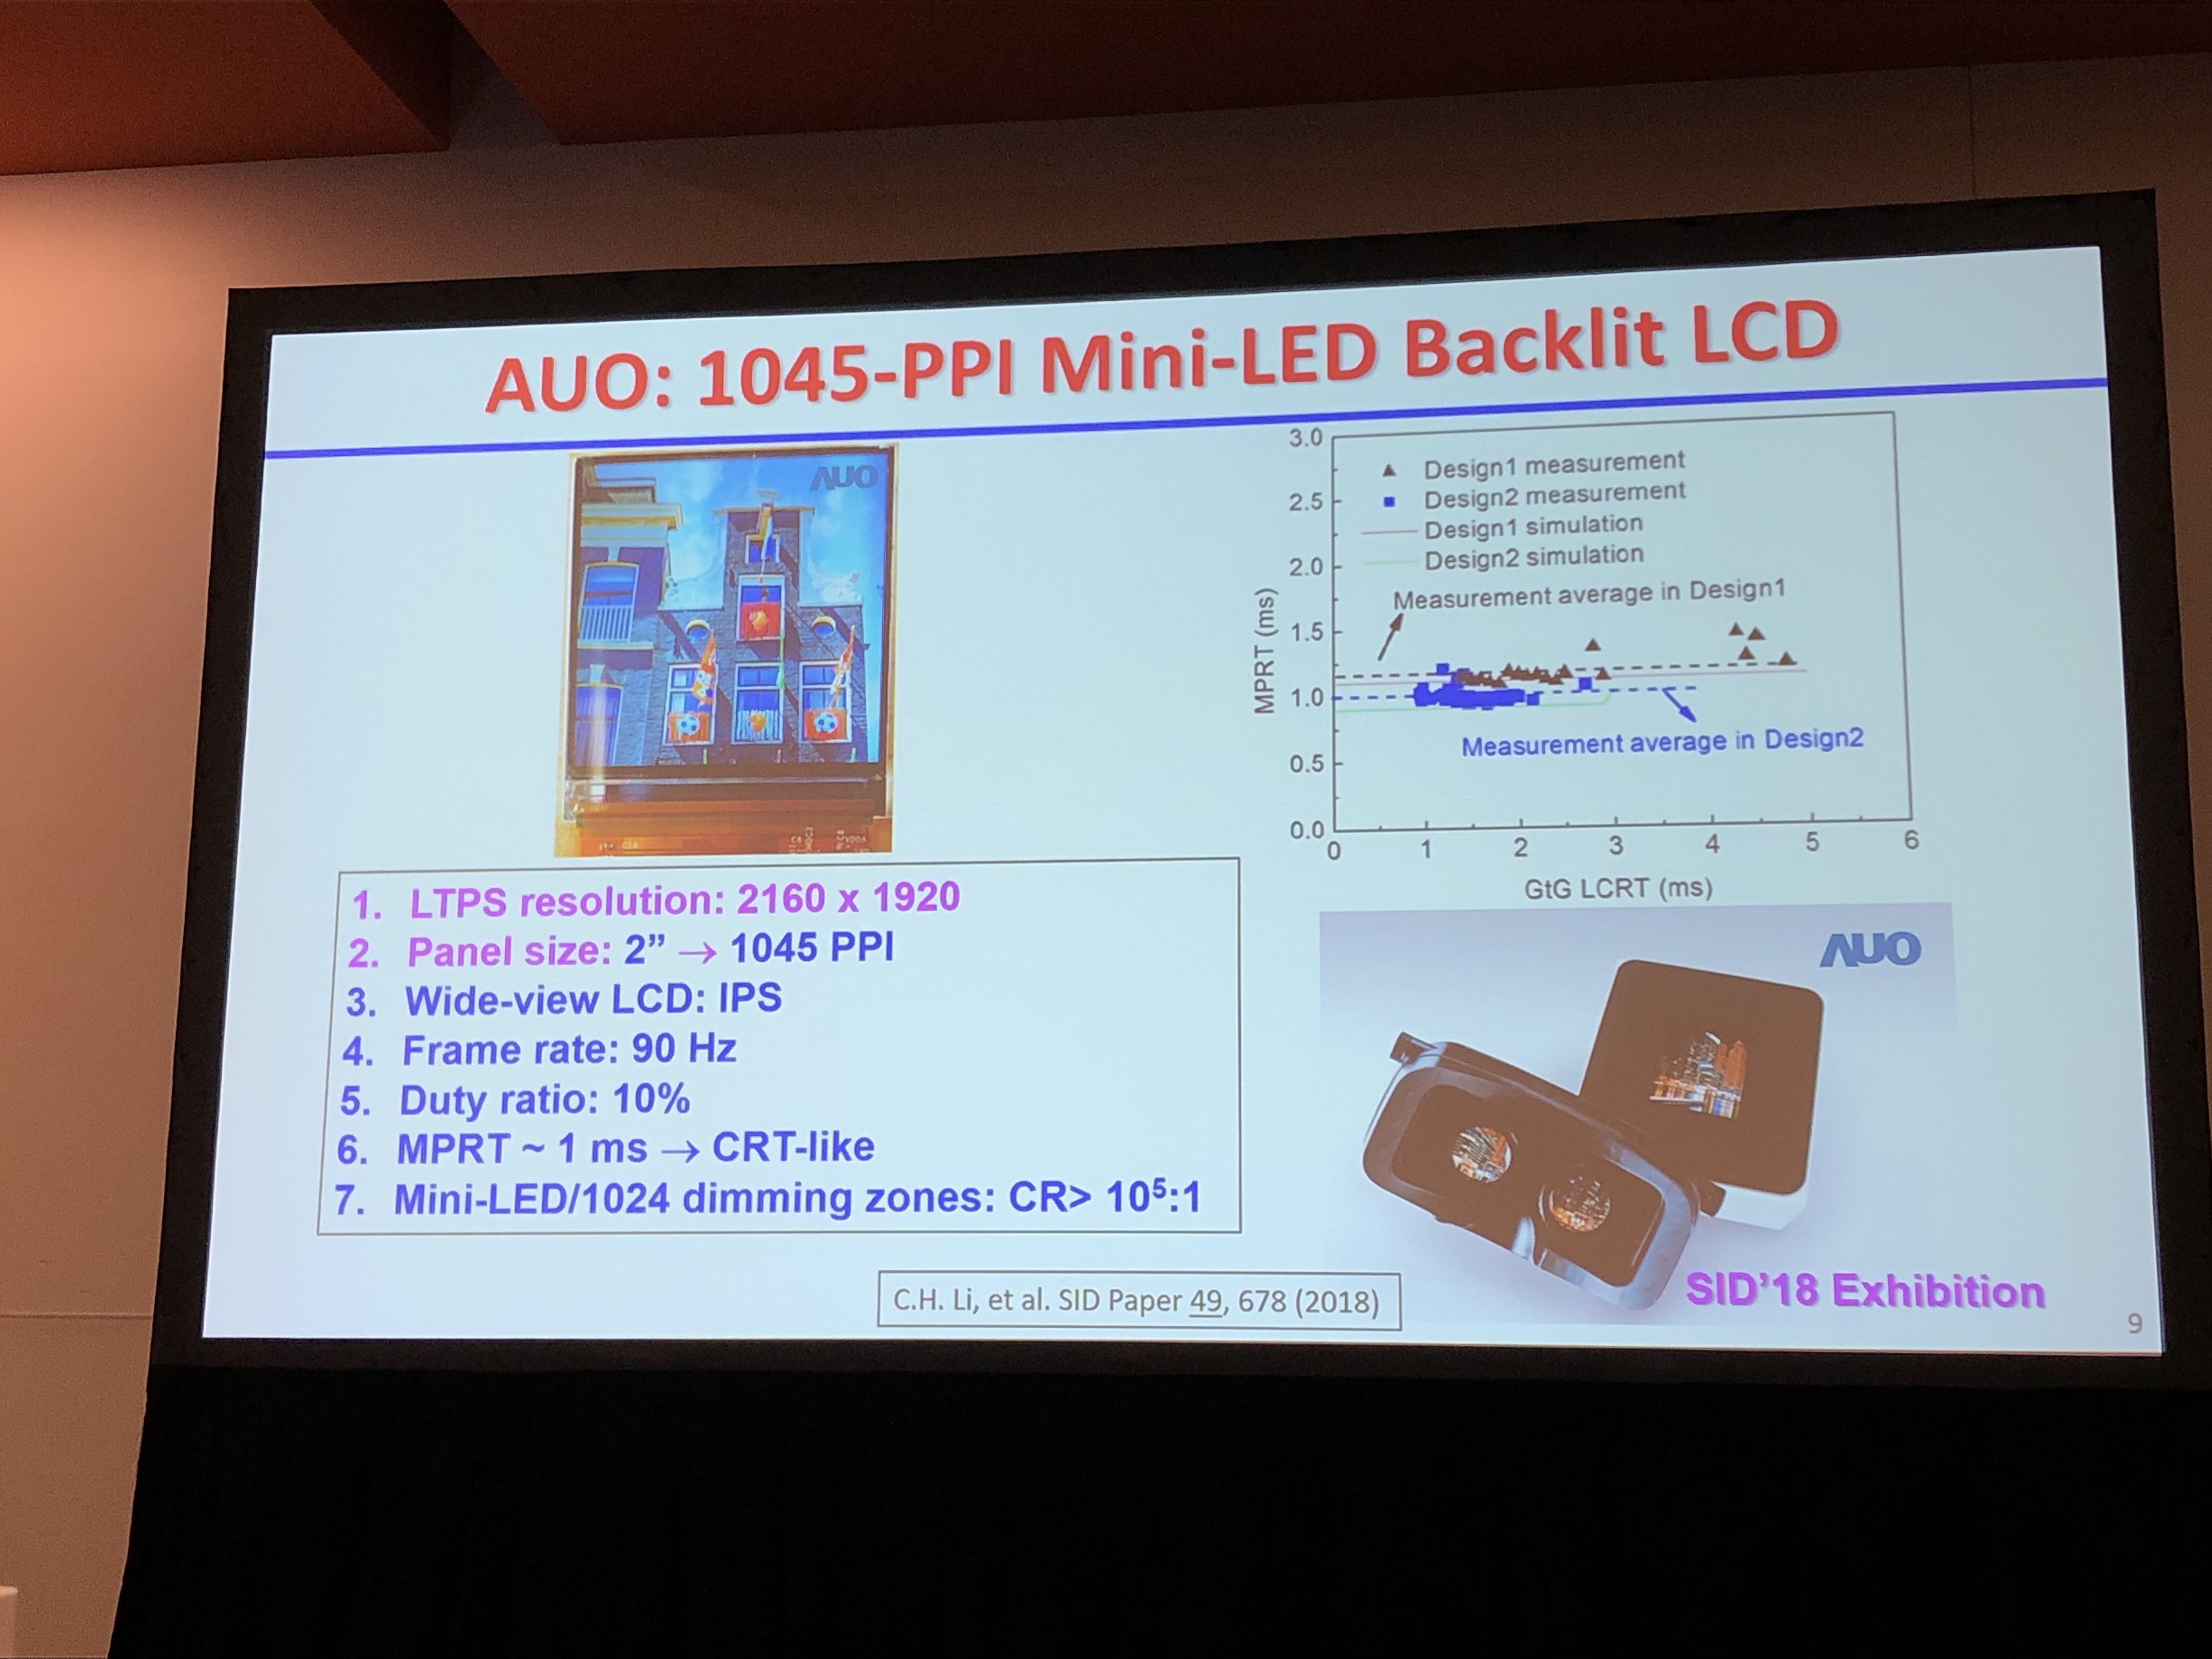 AUO: 1045-PPI Mini-LED Backlit LCD
AUO
3.0
2.5
2.0
1.5
1.0
0.5
0.0
MPRT (ms)
Design1 measurement
Design2 measurement
Design1 simulation
Design2 simulation
Measurement average in Design1
Measurement average in Design2
0 1 2 3 4 5 6
GtG LCRT (ms)
1. LTPS resolution: 2160 x 1920
2. Panel size: 2” → 1045 PPI
3. Wide-view LCD: IPS
4. Frame rate: 90 Hz
5. Duty ratio: 10%
6. MPRT ~ 1 ms → CRT-like
7. Mini-LED/1024 dimming zones: CR> 10⁵:1
AUO
SID’18 Exhibition
C.H. Li, et al. SID Paper 49, 678 (2018)
9